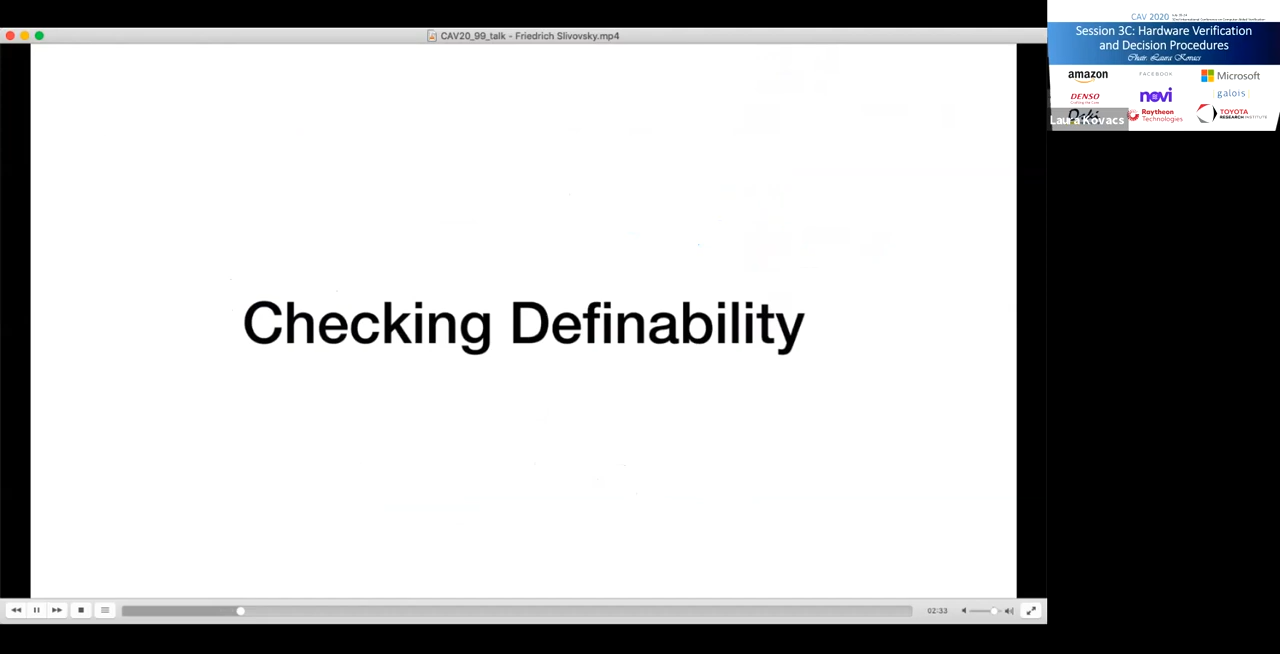 CAV20_99_talk - Friedrich Slivovsky.mp4
Checking Definability
02:33
CAV 2020
Session 3C: Hardware Verification
and Decision Procedures
Chair: Laura Kovacs
amazon
FACEBOOK
Microsoft
DENSO
novi
galois
Laura Kovacs
Raytheon
Technologies
TOYOTA
RESEARCH INSTITUTE